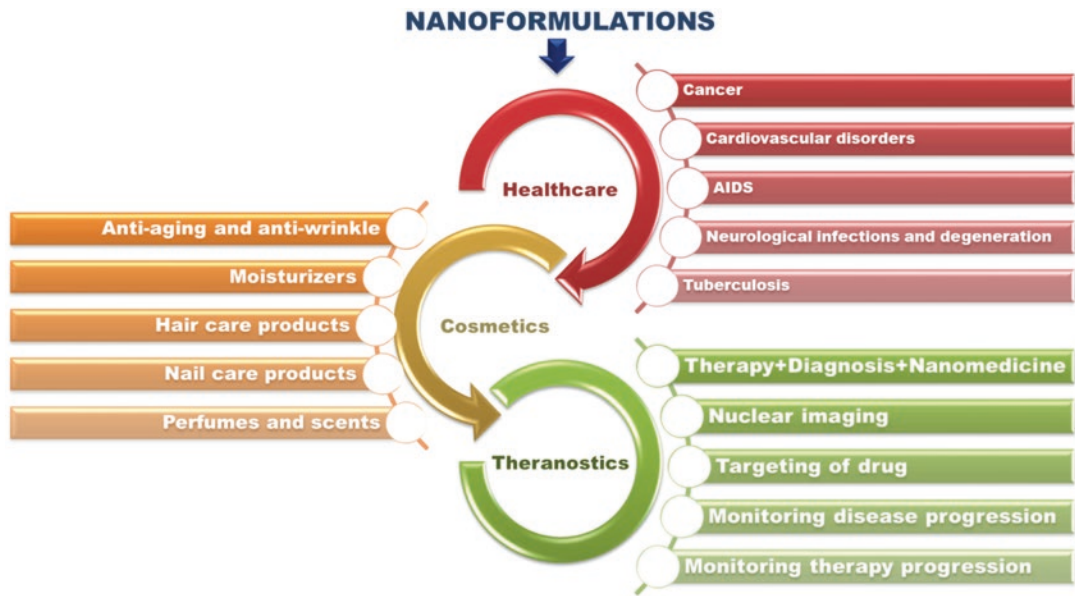 NANOFORMULATIONS
Healthcare
Cancer
Cardiovascular disorders
AIDS
Neurological infections and degeneration
Tuberculosis
Cosmetics
Anti-aging and anti-wrinkle
Moisturizers
Hair care products
Nail care products
Perfumes and scents
Theranostics
Therapy+Diagnosis+Nanomedicine
Nuclear imaging
Targeting of drug
Monitoring disease progression
Monitoring therapy progression